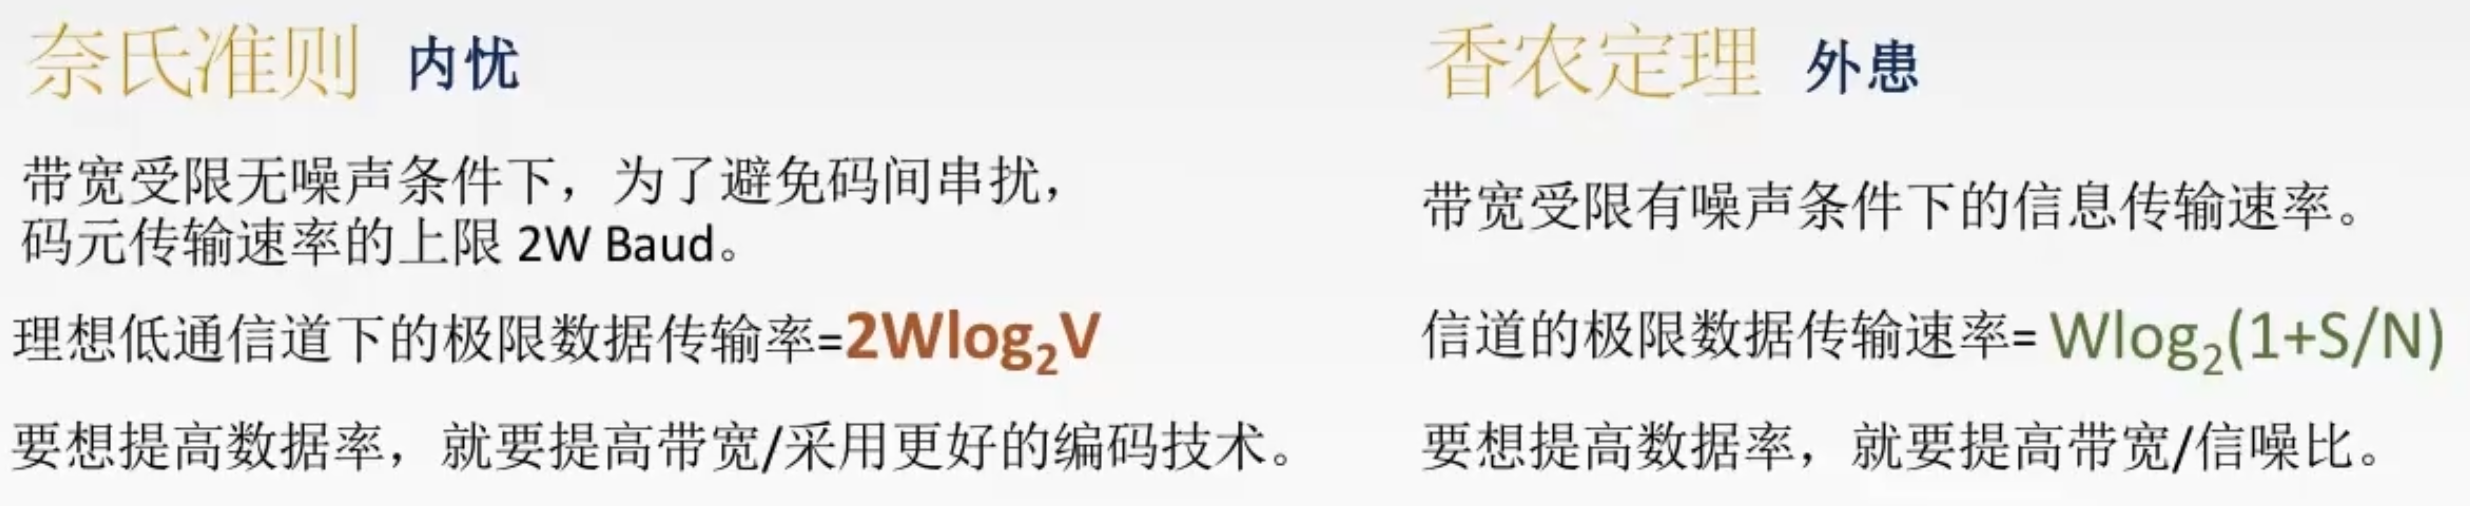 奈氏准则 内忧
带宽受限无噪声条件下，为了避免码间串扰，
码元传输速率的上限 2W Baud。
理想低通信道下的极限数据传输率=2Wlog₂V
要想提高数据率，就要提高带宽/采用更好的编码技术。
香农定理 外患
带宽受限有噪声条件下的信息传输速率。
信道的极限数据传输速率= Wlog₂(1+S/N)
要想提高数据率，就要提高带宽/信噪比。